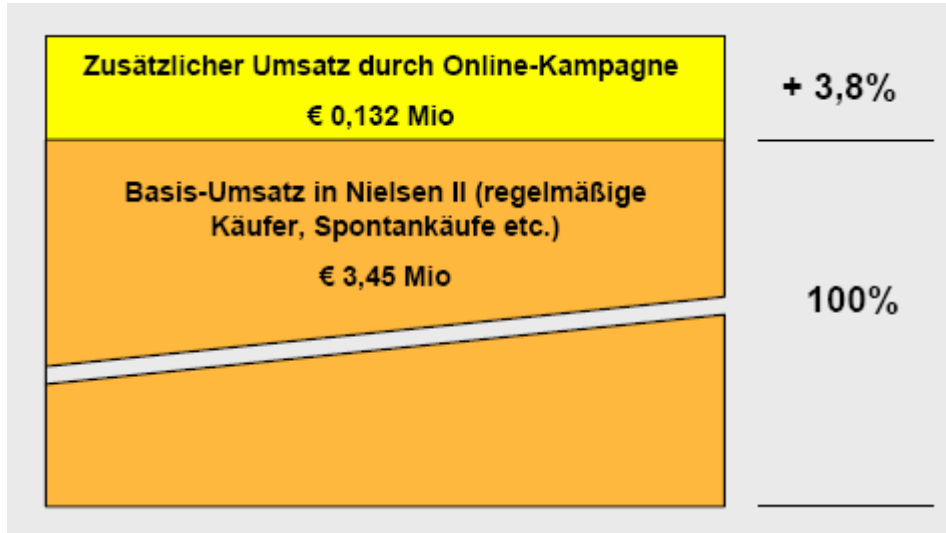 Zusätzlicher Umsatz durch Online-Kampagne
€ 0,132 Mio
+ 3,8%
Basis-Umsatz in Nielsen II (regelmäßige
Käufer, Spontankäufe etc.)
€ 3,45 Mio
100%